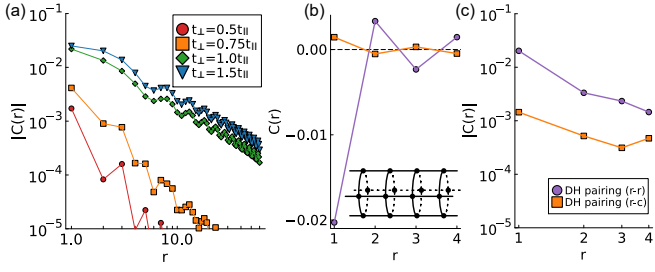 (a)
t⊥=0.5t||
t⊥=0.75t||
t⊥=1.0t||
t⊥=1.5t||
10⁻¹
10⁻²
10⁻³
10⁻⁴
10⁻⁵
|C(r)|
1.0
10.0
r
(b)
0.00
−0.01
−0.02
C(r)
1
2
3
4
r
(c)
10⁻¹
10⁻²
10⁻³
10⁻⁴
10⁻⁵
|C(r)|
DH pairing (r-r)
DH pairing (r-c)
1
2
3
4
r